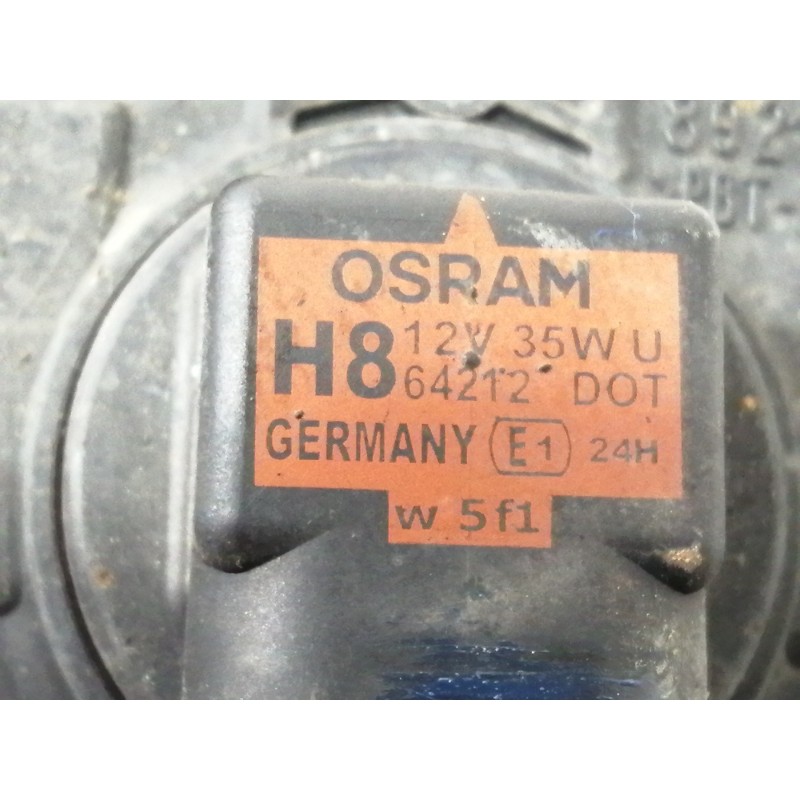 OSRAM
H8 12V 35W U
64212 DOT
GERMANY E1 24H
w 5f1